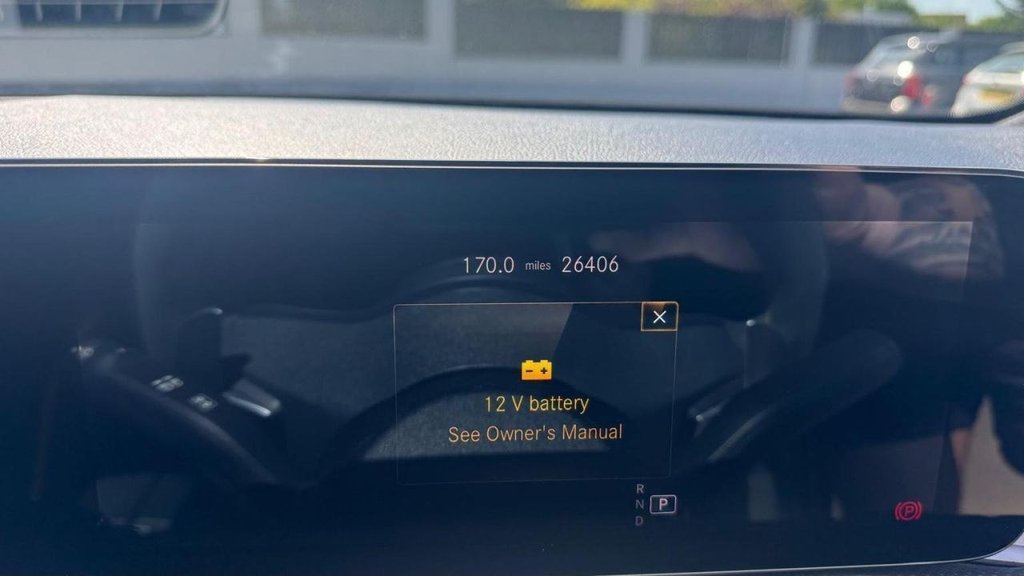 170.0 miles 26406
12 V battery
See Owner's Manual
R
N P
D
P